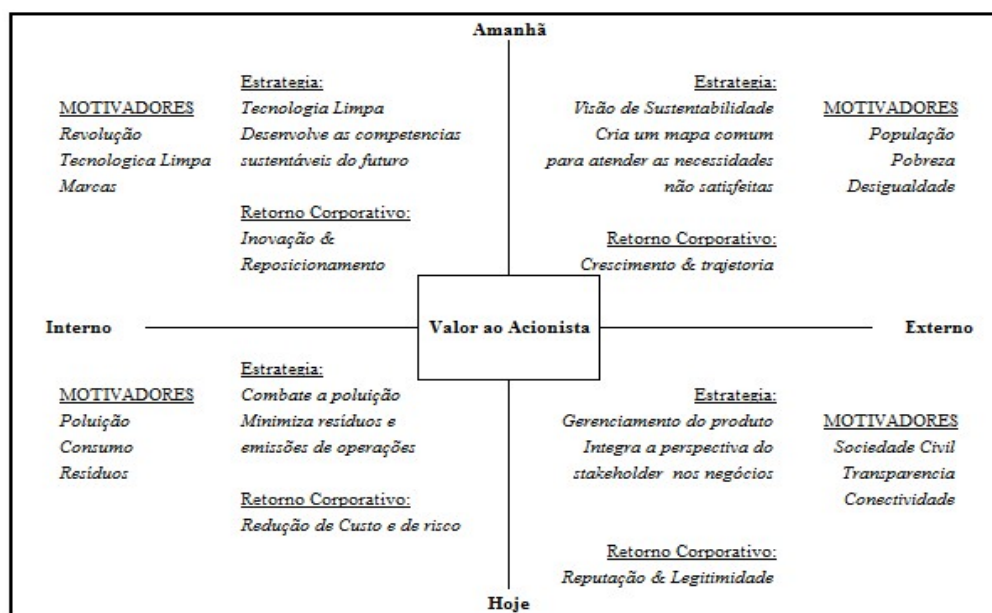 Amanhã
MOTIVADORES
Revolução
Tecnologica Limpa
Marcas
Estrategia:
Tecnologia Limpa
Desenvolve as competencias
sustentáveis do futuro
Retorno Corporativo:
Inovação &
Reposicionamento
Estrategia:
Visão de Sustentabilidade
Cria um mapa comum
para atender as necessidades
não satisfeitas
Retorno Corporativo:
Crescimento & trajetoria
MOTIVADORES
População
Pobreza
Desigualdade
Interno
Valor ao Acionista
Externo
MOTIVADORES
Poluição
Consumo
Resíduos
Estrategia:
Combate a poluição
Minimiza resíduos e
emissões de operações
Retorno Corporativo:
Redução de Custo e de risco
Estrategia:
Gerenciamento do produto
Integra a perspectiva do
stakeholder nos negócios
Retorno Corporativo:
Reputação & Legitimidade
MOTIVADORES
Sociedade Civil
Transparencia
Conectividade
Hoje